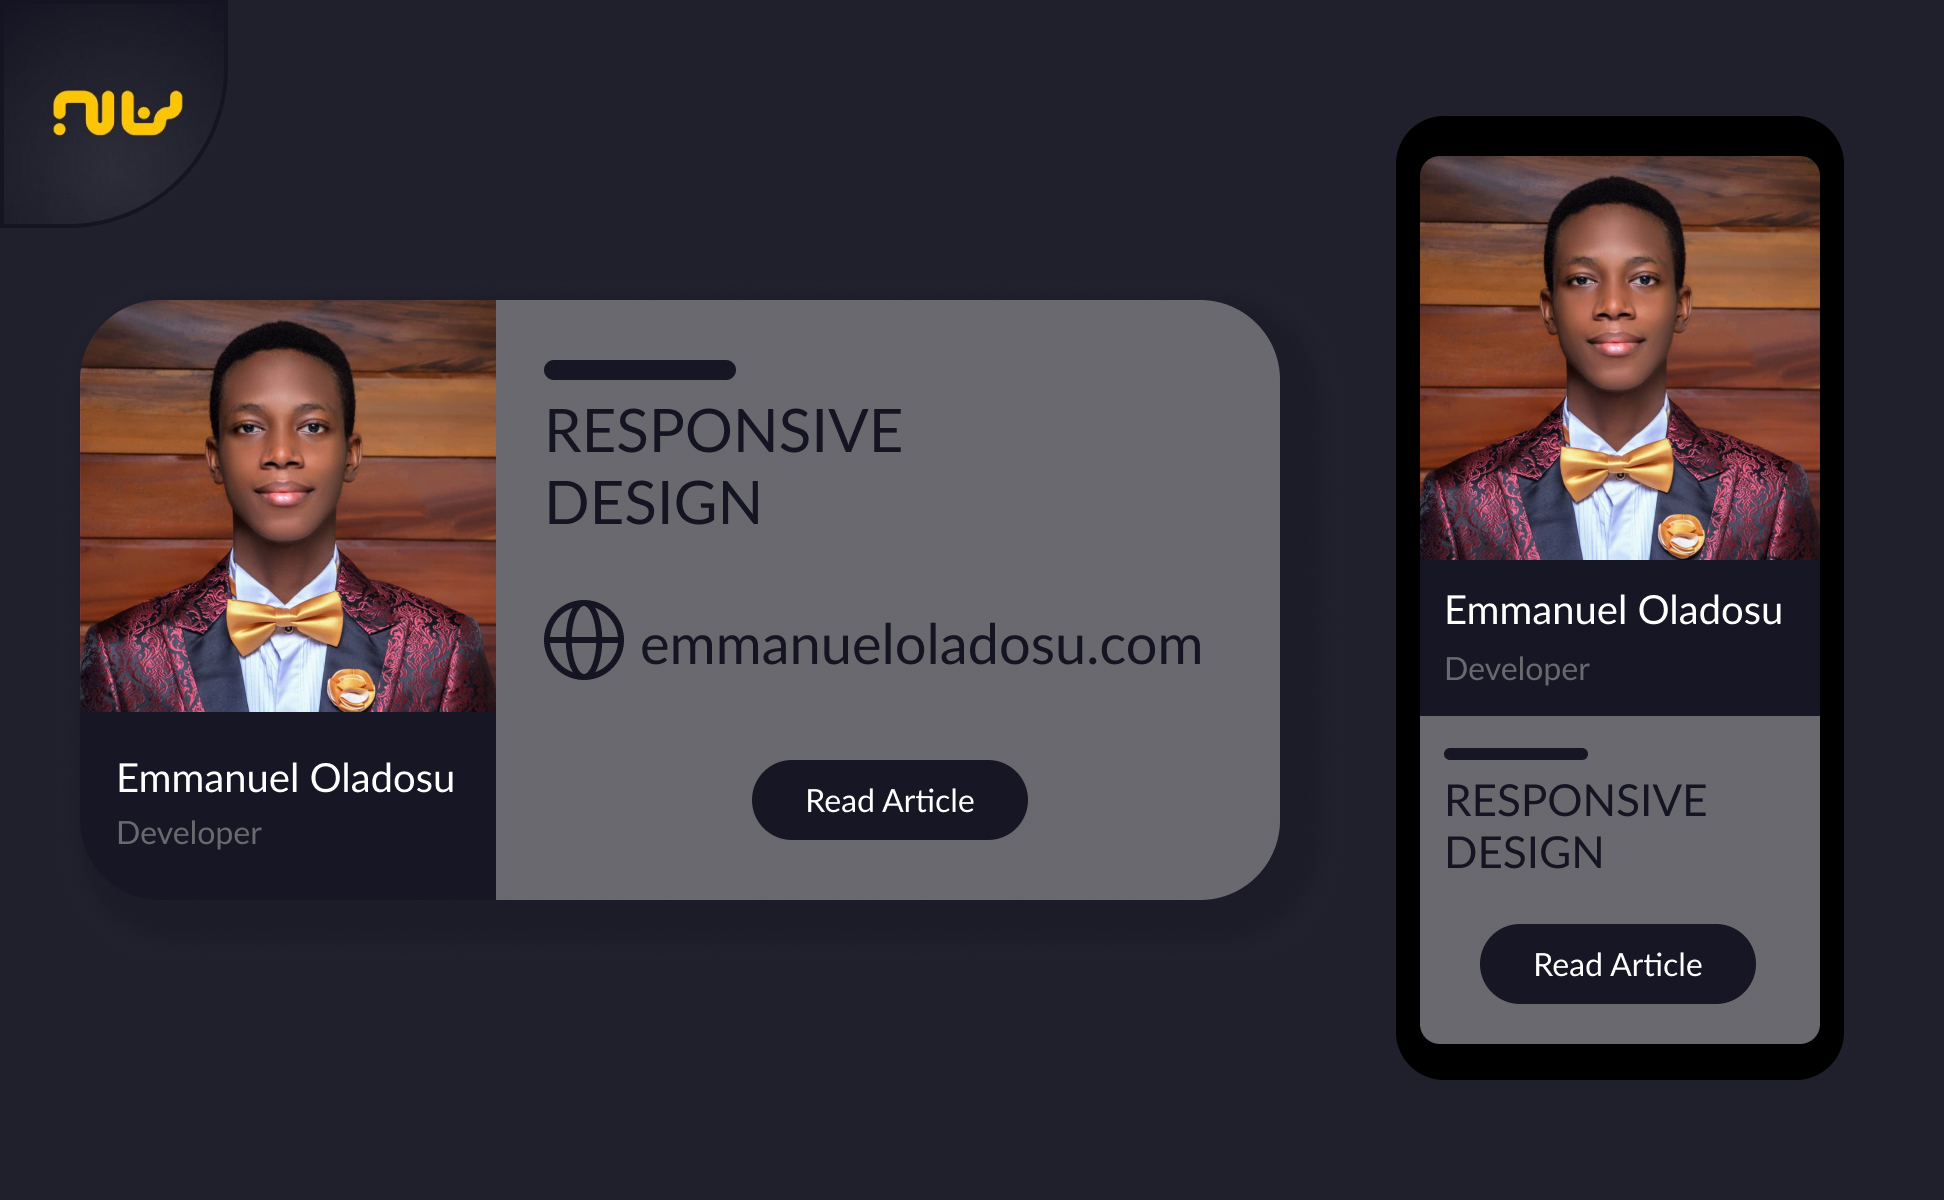 RESPONSIVE
DESIGN
emmanueloladosu.com
Read Article
Emmanuel Oladosu
Developer
Emmanuel Oladosu
Developer
RESPONSIVE
DESIGN
Read Article